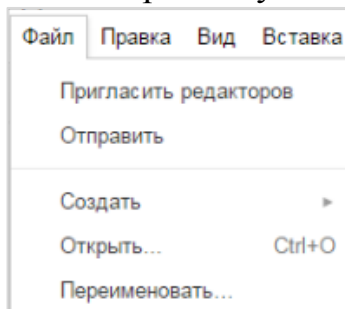 Файл Правка Вид Вставка
Пригласить редакторов
Отправить
Создать ►
Открыть... Ctrl+O
Переименовать...